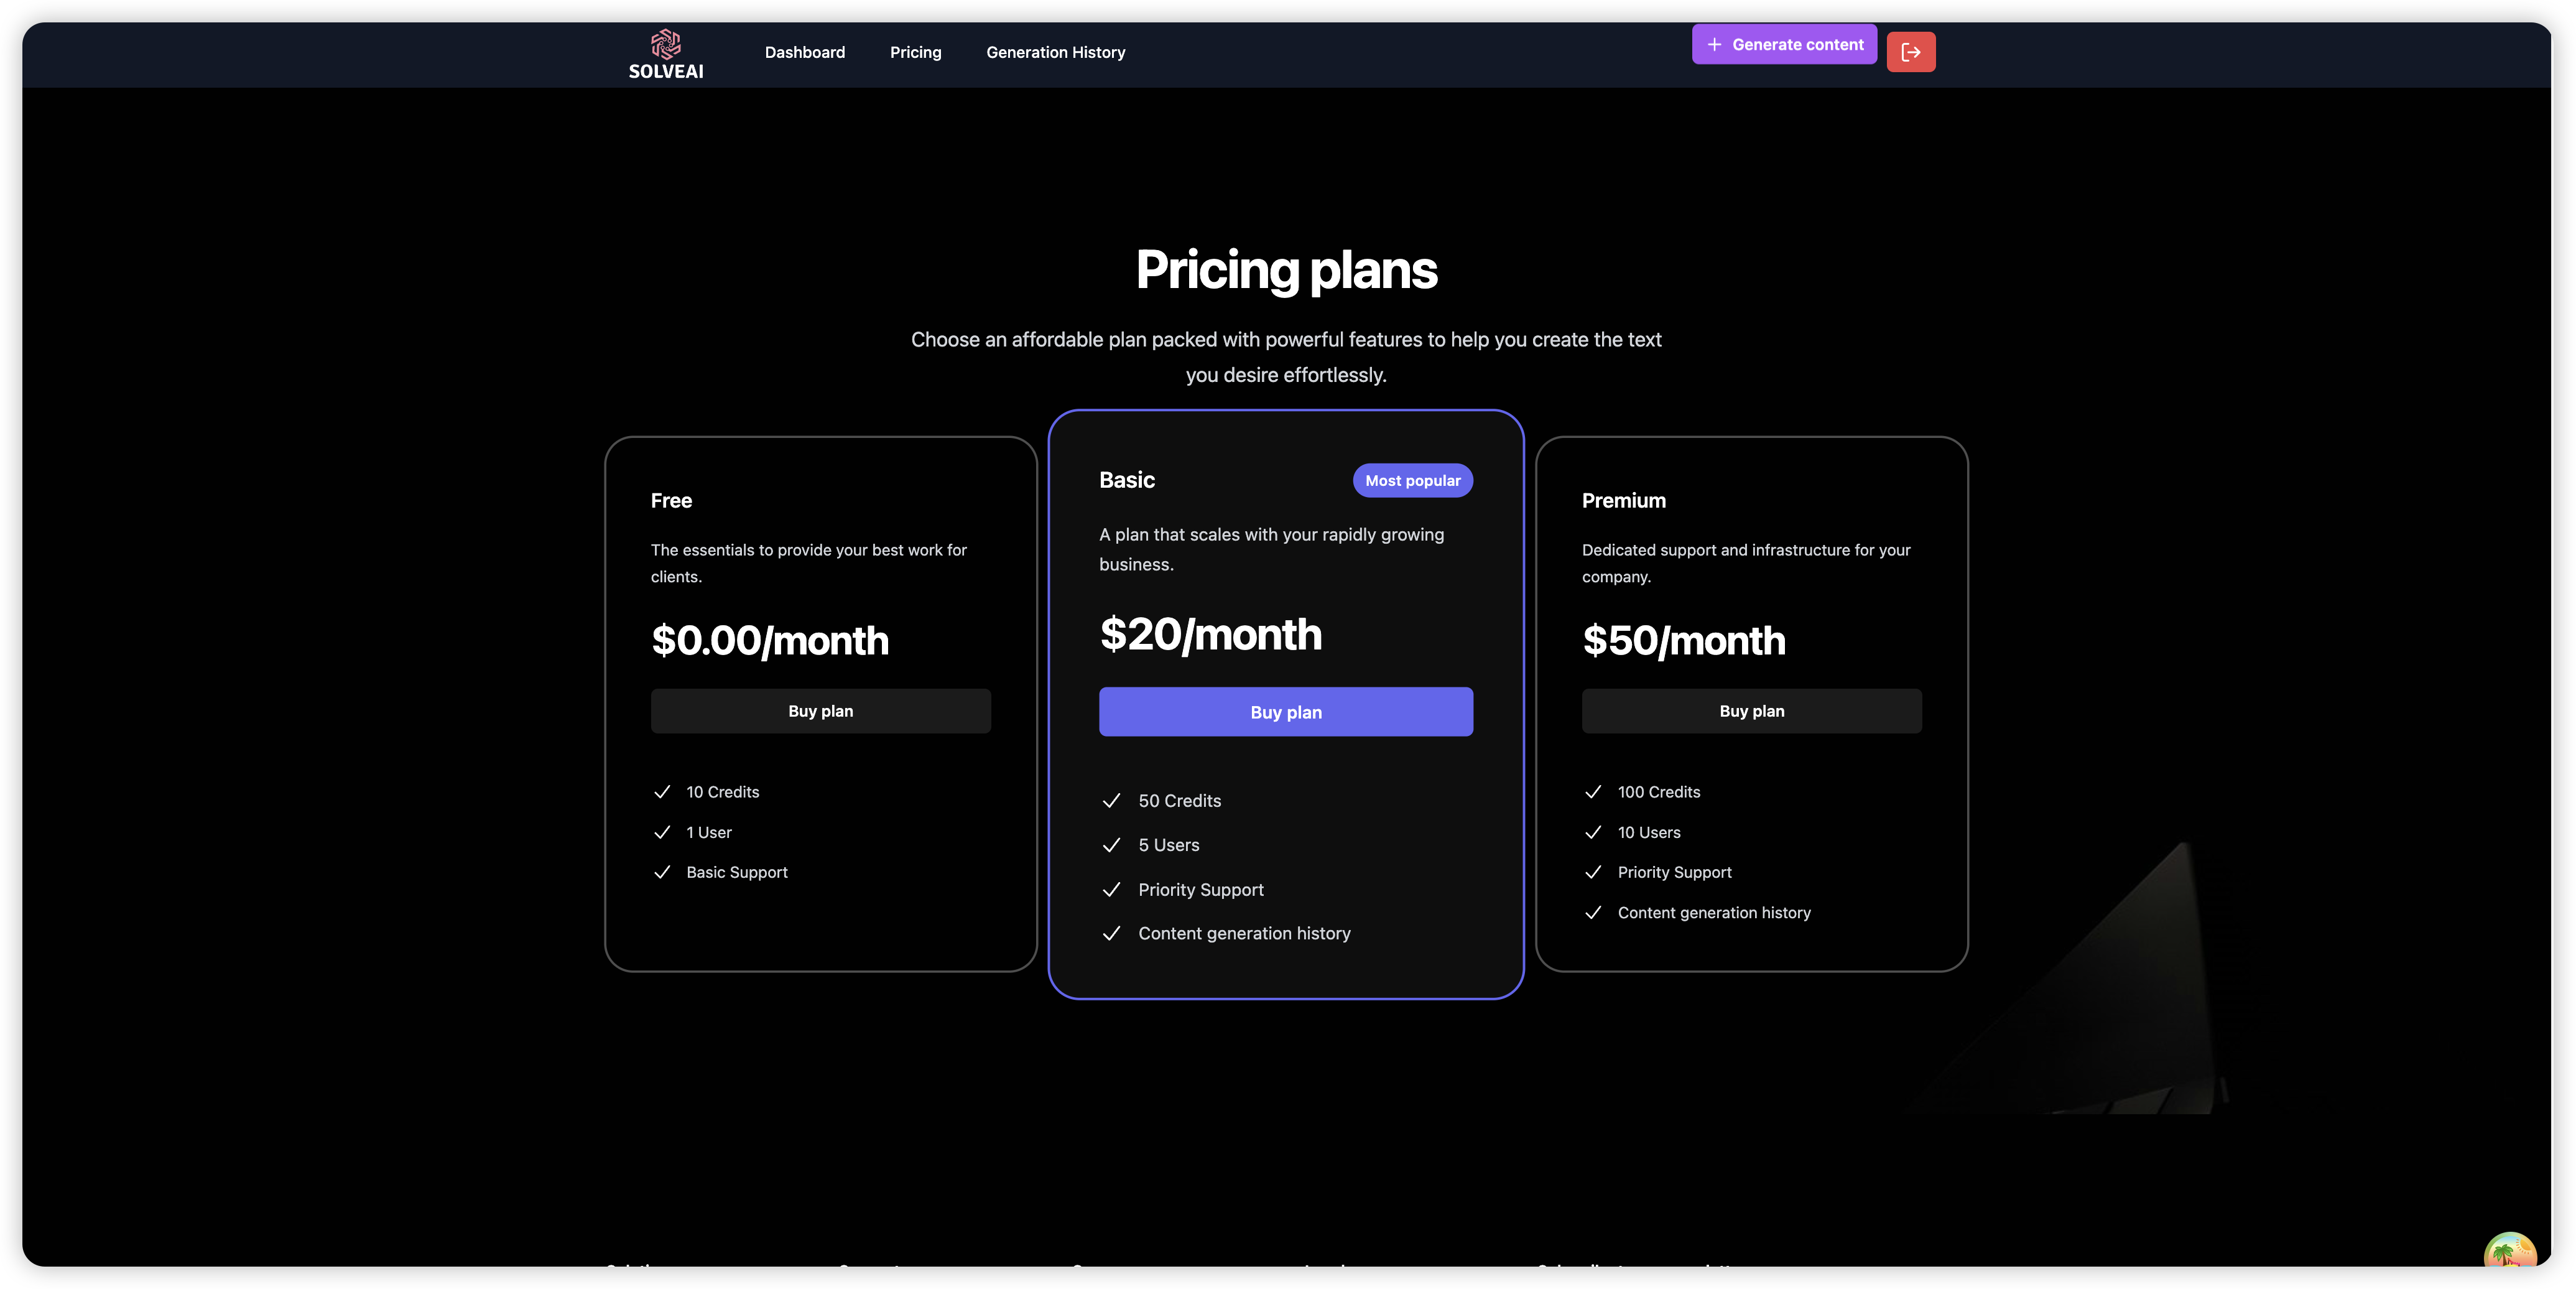 SOLVEAI
Dashboard
Pricing
Generation History
Generate content
Pricing plans
Choose an affordable plan packed with powerful features to help you create the text
you desire effortlessly.
Free
The essentials to provide your best work for
clients.
$0.00/month
Buy plan
10 Credits
1 User
Basic Support
Basic
Most popular
A plan that scales with your rapidly growing
business.
$20/month
Buy plan
50 Credits
5 Users
Priority Support
Content generation history
Premium
Dedicated support and infrastructure for your
company.
$50/month
Buy plan
100 Credits
10 Users
Priority Support
Content generation history